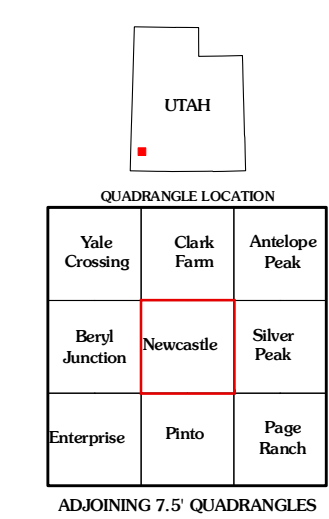 UTAH
QUADRANGLE LOCATION
Yale
Crossing
Clark
Farm
Antelope
Peak
Beryl
Junction
Newcastle
Silver
Peak
Enterprise
Pinto
Page
Ranch
ADJOINING 7.5' QUADRANGLES